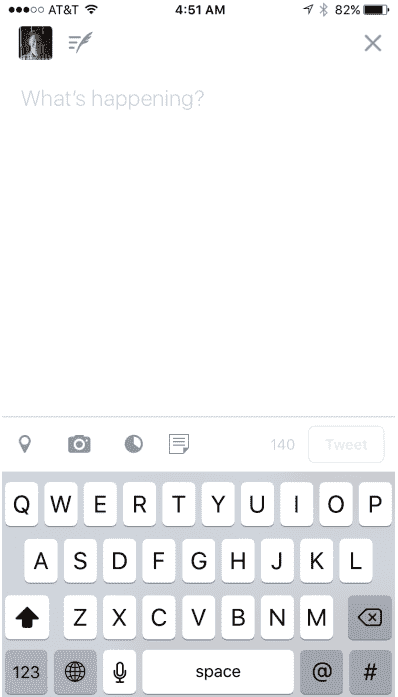 AT&T 4:51 AM 82%
What's happening?
140 Tweet
Q W E R T Y U I O P
A S D F G H J K L
Z X C V B N M
123 space @ #